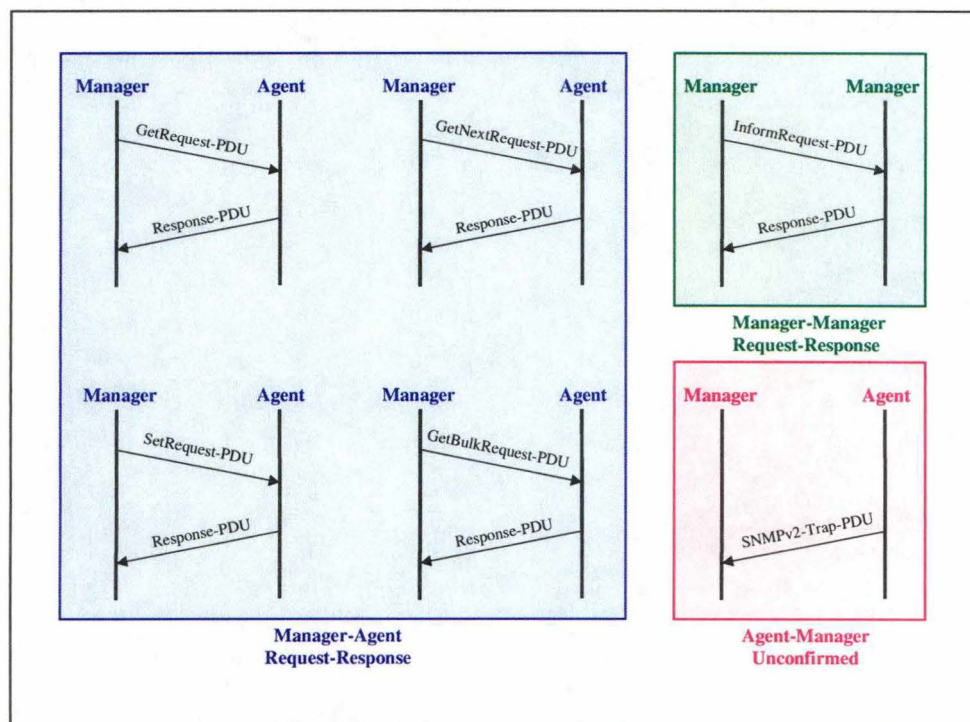 Manager Agent Manager Agent
GetRequest-PDU GetNextRequest-PDU
Response-PDU Response-PDU
Manager Agent Manager Agent
SetRequest-PDU GetBulkRequest-PDU
Response-PDU Response-PDU
Manager-Agent
Request-Response
Manager Manager
InformRequest-PDU
Response-PDU
Manager-Manager
Request-Response
Manager Agent
SNMPv2-Trap-PDU
Agent-Manager
Unconfirmed